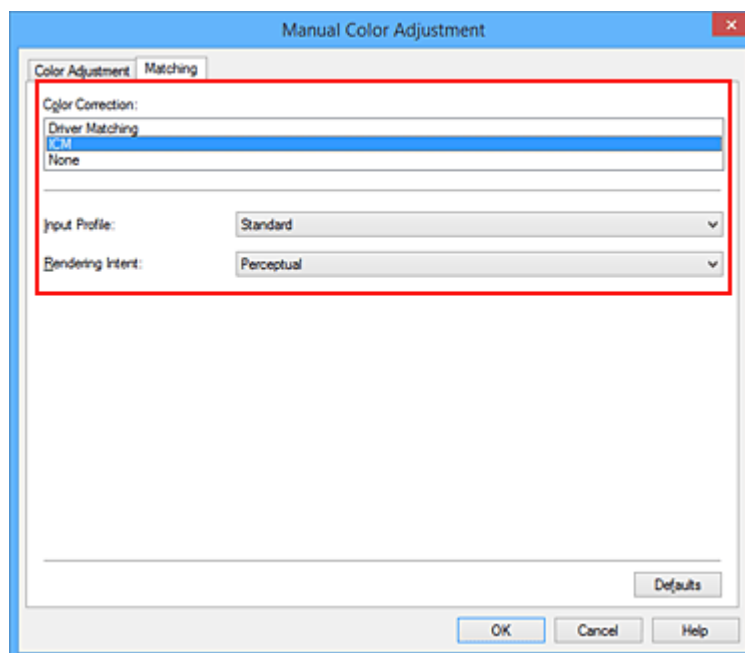 Manual Color Adjustment
Color Adjustment Matching
Color Correction:
Driver Matching
ICM
None
Input Profile: Standard
Rendering Intent: Perceptual
Defaults
OK Cancel Help